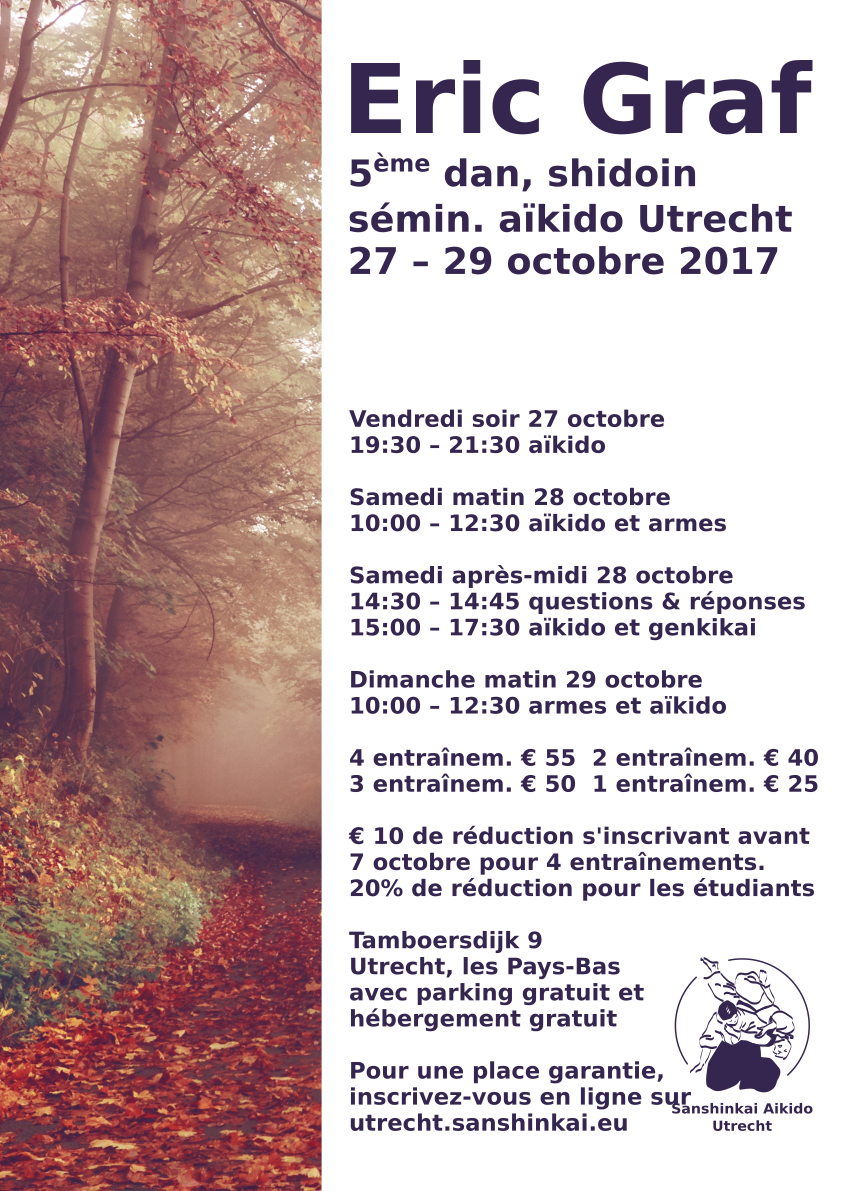 Eric Graf
5ème dan, shidoin
sémin. aïkido Utrecht
27 – 29 octobre 2017
Vendredi soir 27 octobre
19:30 – 21:30 aïkido
Samedi matin 28 octobre
10:00 – 12:30 aïkido et armes
Samedi après-midi 28 octobre
14:30 – 14:45 questions & réponses
15:00 – 17:30 aïkido et genkikai
Dimanche matin 29 octobre
10:00 – 12:30 armes et aïkido
4 entraînem. € 55 2 entraînem. € 40
3 entraînem. € 50 1 entraînem. € 25
€ 10 de réduction s'inscrivant avant
7 octobre pour 4 entraînements.
20% de réduction pour les étudiants
Tamboersdijk 9
Utrecht, les Pays-Bas
avec parking gratuit et
hébergement gratuit
Pour une place garantie,
inscrivez-vous en ligne sur
utrecht.sanshinkai.eu
Sanshinkai Aikido
Utrecht